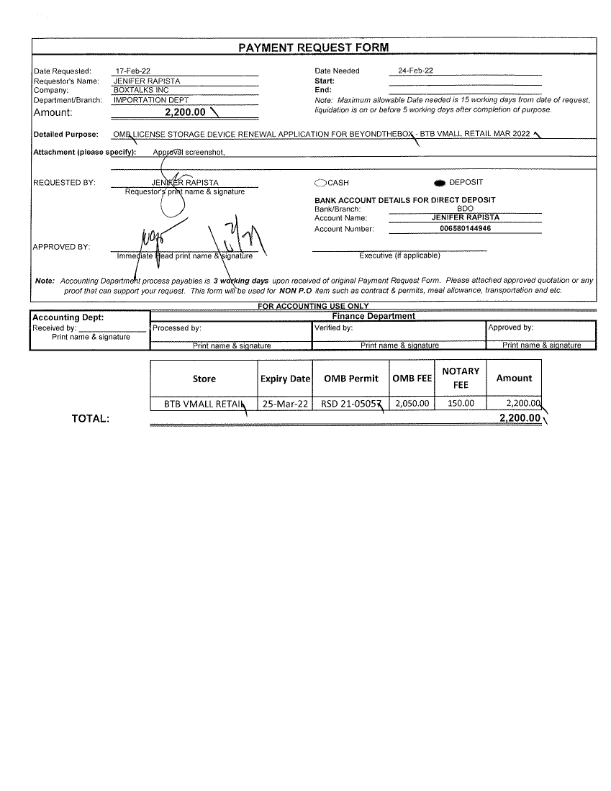 PAYMENT REQUEST FORM
Date Requested: 17-Feb-22 Date Needed 24-Feb-22
Requestor's Name: JENIFER RAPISTA Start:
Company: BOXTALKS INC End:
Department/Branch: IMPORTATION DEPT Note: Maximum allowable Date needed is 15 working days from date of request,
Amount: 2,200.00 liquidation is on or before 5 working days after completion of purpose.
Detailed Purpose: OMB LICENSE STORAGE DEVICE RENEWAL APPLICATION FOR BEYONDTHEBOX - BTB VMALL RETAIL MAR 2022
Attachment (please specify): Approval screenshot,
REQUESTED BY: JENIFER RAPISTA CASH DEPOSIT
Requestor's print name & signature
BANK ACCOUNT DETAILS FOR DIRECT DEPOSIT
Bank/Branch: BDO
Account Name: JENIFER RAPISTA
Account Number: 006580144946
APPROVED BY:
Immediate Head print name & signature Executive (if applicable)
Note: Accounting Department process payables is 3 working days upon received of original Payment Request Form. Please attached approved quotation or any
proof that can support your request. This form will be used for NON P.O item such as contract & permits, meal allowance, transportation and etc.
FOR ACCOUNTING USE ONLY
Accounting Dept: Finance Department
Received by: Processed by: Verified by: Approved by:
Print name & signature Print name & signature Print name & signature Print name & signature
Store Expiry Date OMB Permit OMB FEE NOTARY FEE Amount
BTB VMALL RETAIL 25-Mar-22 RSD 21-05057 2,050.00 150.00 2,200.00
TOTAL: 2,200.00